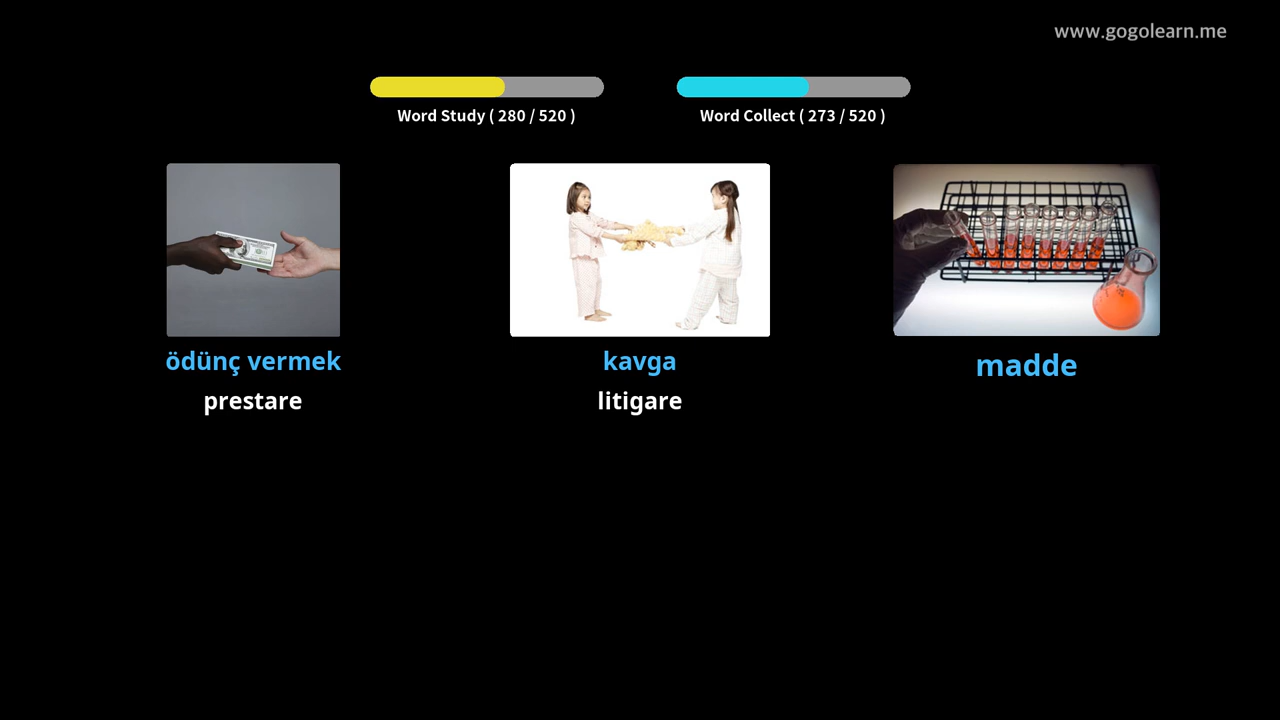 www.gogolearn.me
Word Study ( 280 / 520 )
Word Collect ( 273 / 520 )
ödünç vermek
prestare
kavga
litigare
madde